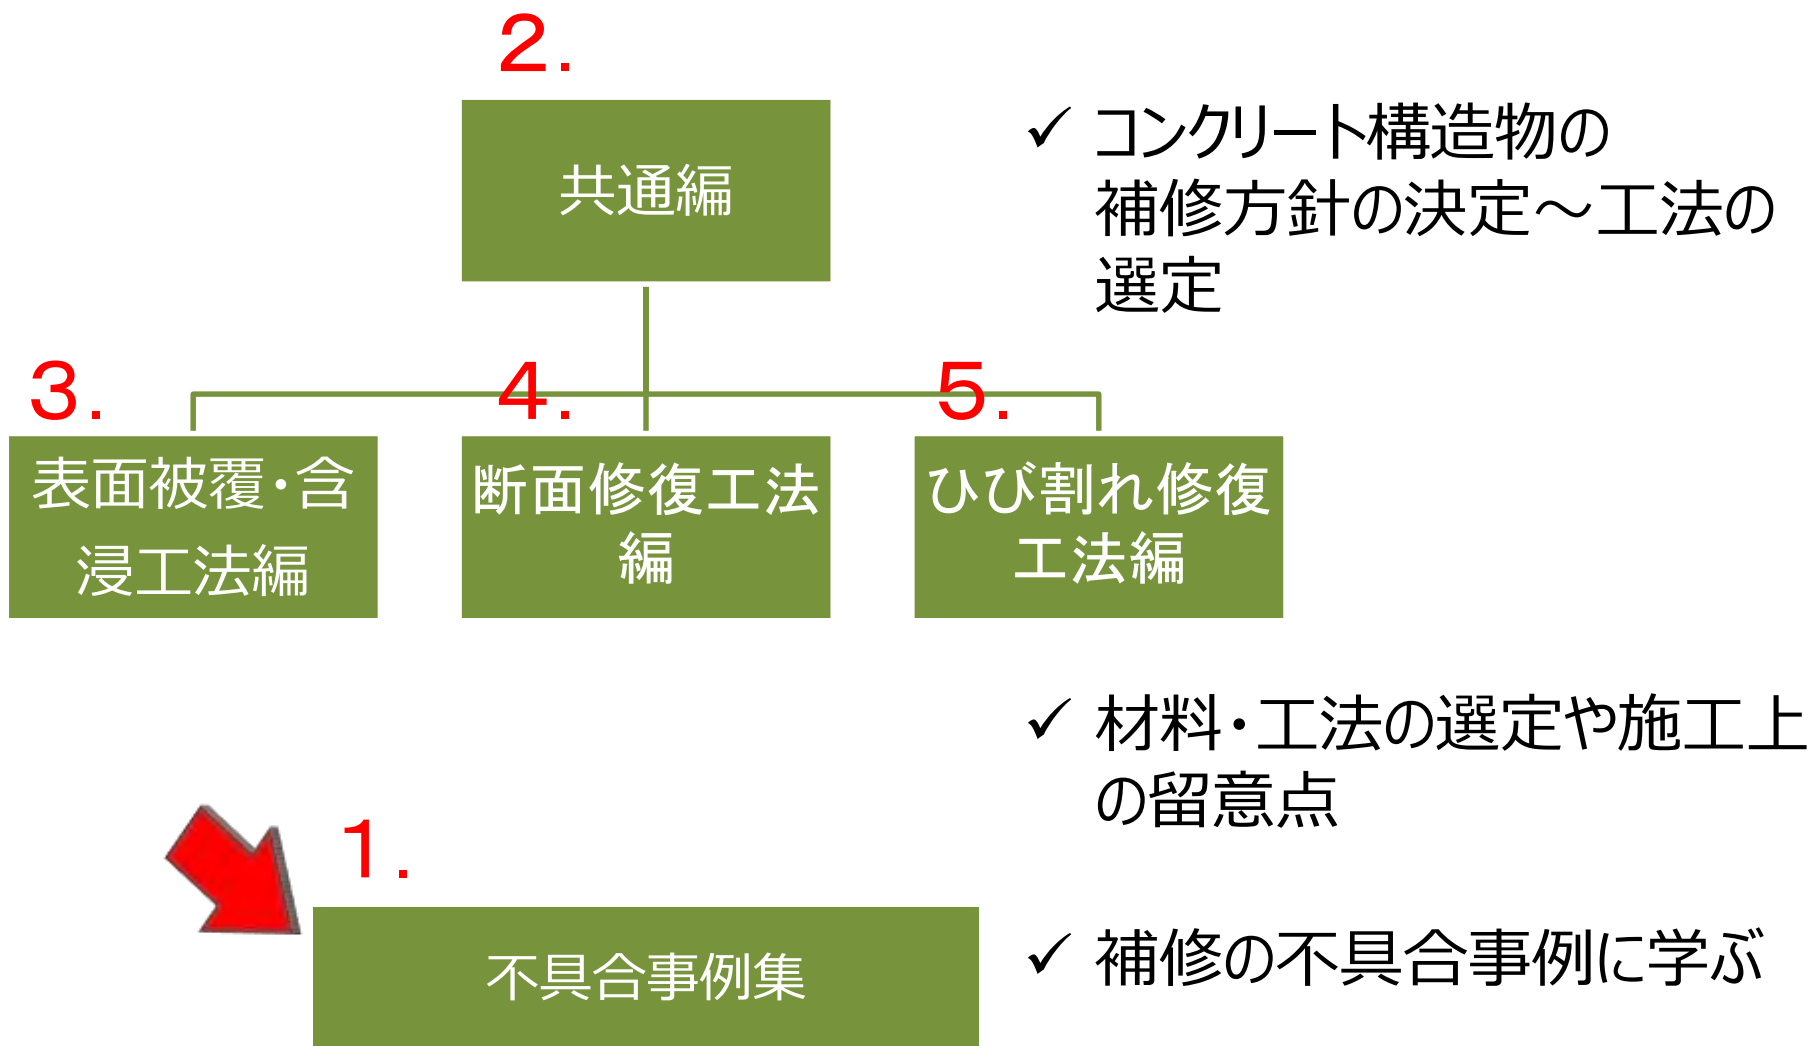 ２．
共通編
✓ コンクリート構造物の
補修方針の決定～工法の
選定
３．
表面被覆・含
浸工法編
４．
断面修復工法
編
５．
ひび割れ修復
工法編
✓ 材料・工法の選定や施工上
の留意点
１．
不具合事例集
✓ 補修の不具合事例に学ぶ